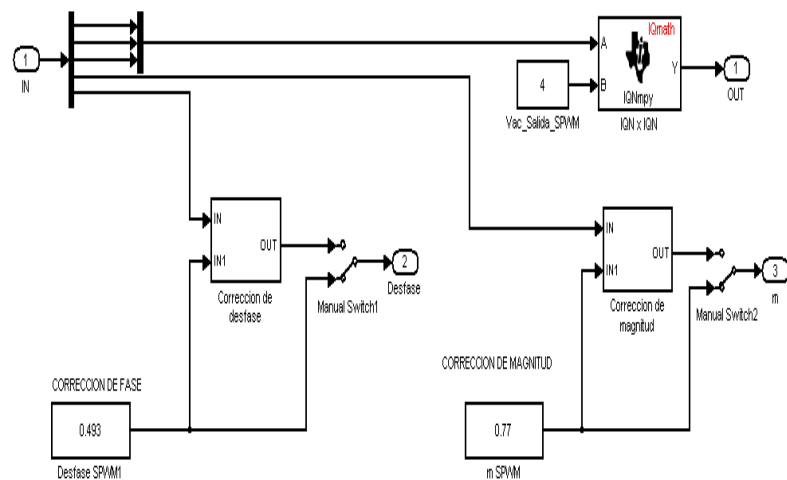 1
IN
A
B
IQmath
IQNmpy
Y
IQN x IQN
1
OUT
4
Vac_Salida_SPWM
IN
IN1
OUT
Correccion de
desfase
Manual Switch1
2
Desfase
IN
IN1
OUT
Correccion de
magnitud
Manual Switch2
3
m
CORRECCION DE FASE
0.493
Desfase SPWM1
CORRECCION DE MAGNITUD
0.77
m SPWM